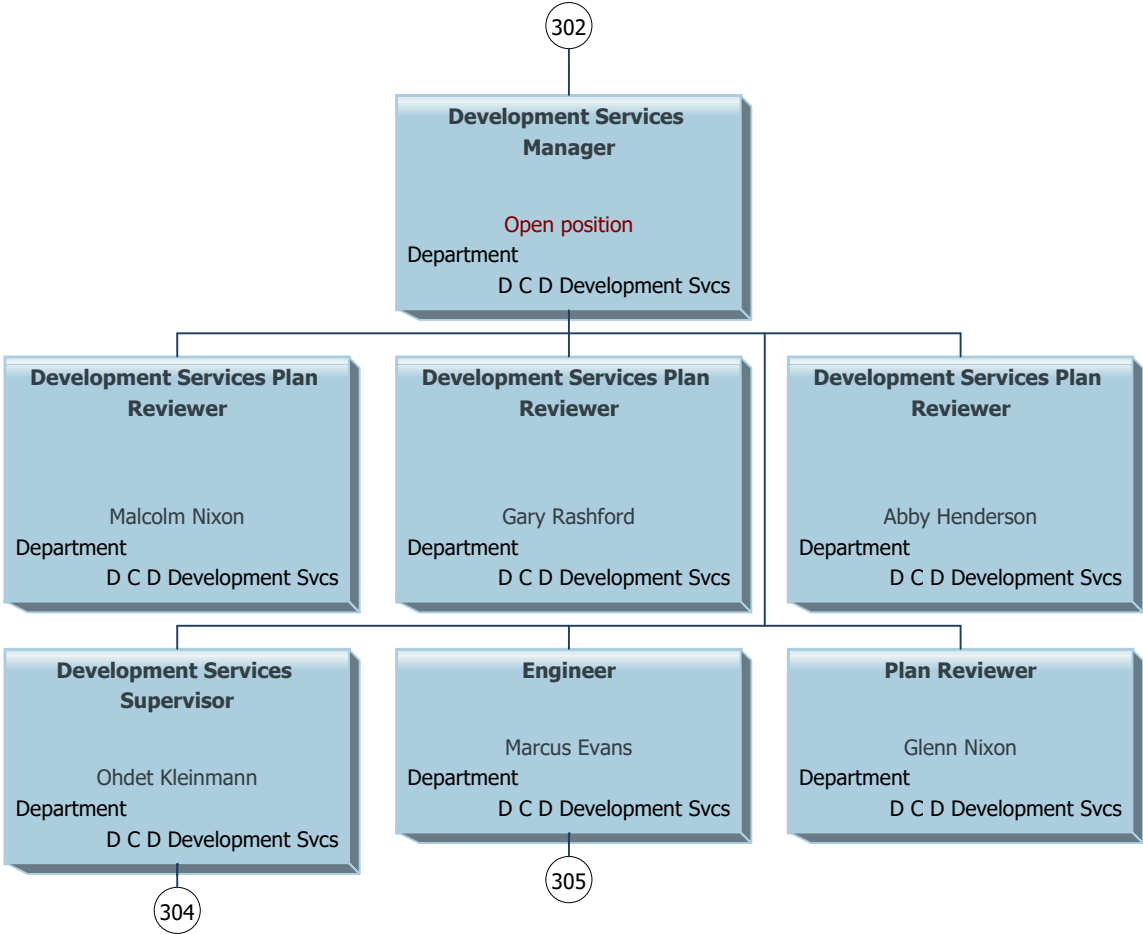 302
Development Services
Manager
Open position
Department
D C D Development Svcs
Development Services Plan
Reviewer
Malcolm Nixon
Department
D C D Development Svcs
Development Services Plan
Reviewer
Gary Rashford
Department
D C D Development Svcs
Development Services Plan
Reviewer
Abby Henderson
Department
D C D Development Svcs
Development Services
Supervisor
Ohdet Kleinmann
Department
D C D Development Svcs
304
Engineer
Marcus Evans
Department
D C D Development Svcs
305
Plan Reviewer
Glenn Nixon
Department
D C D Development Svcs